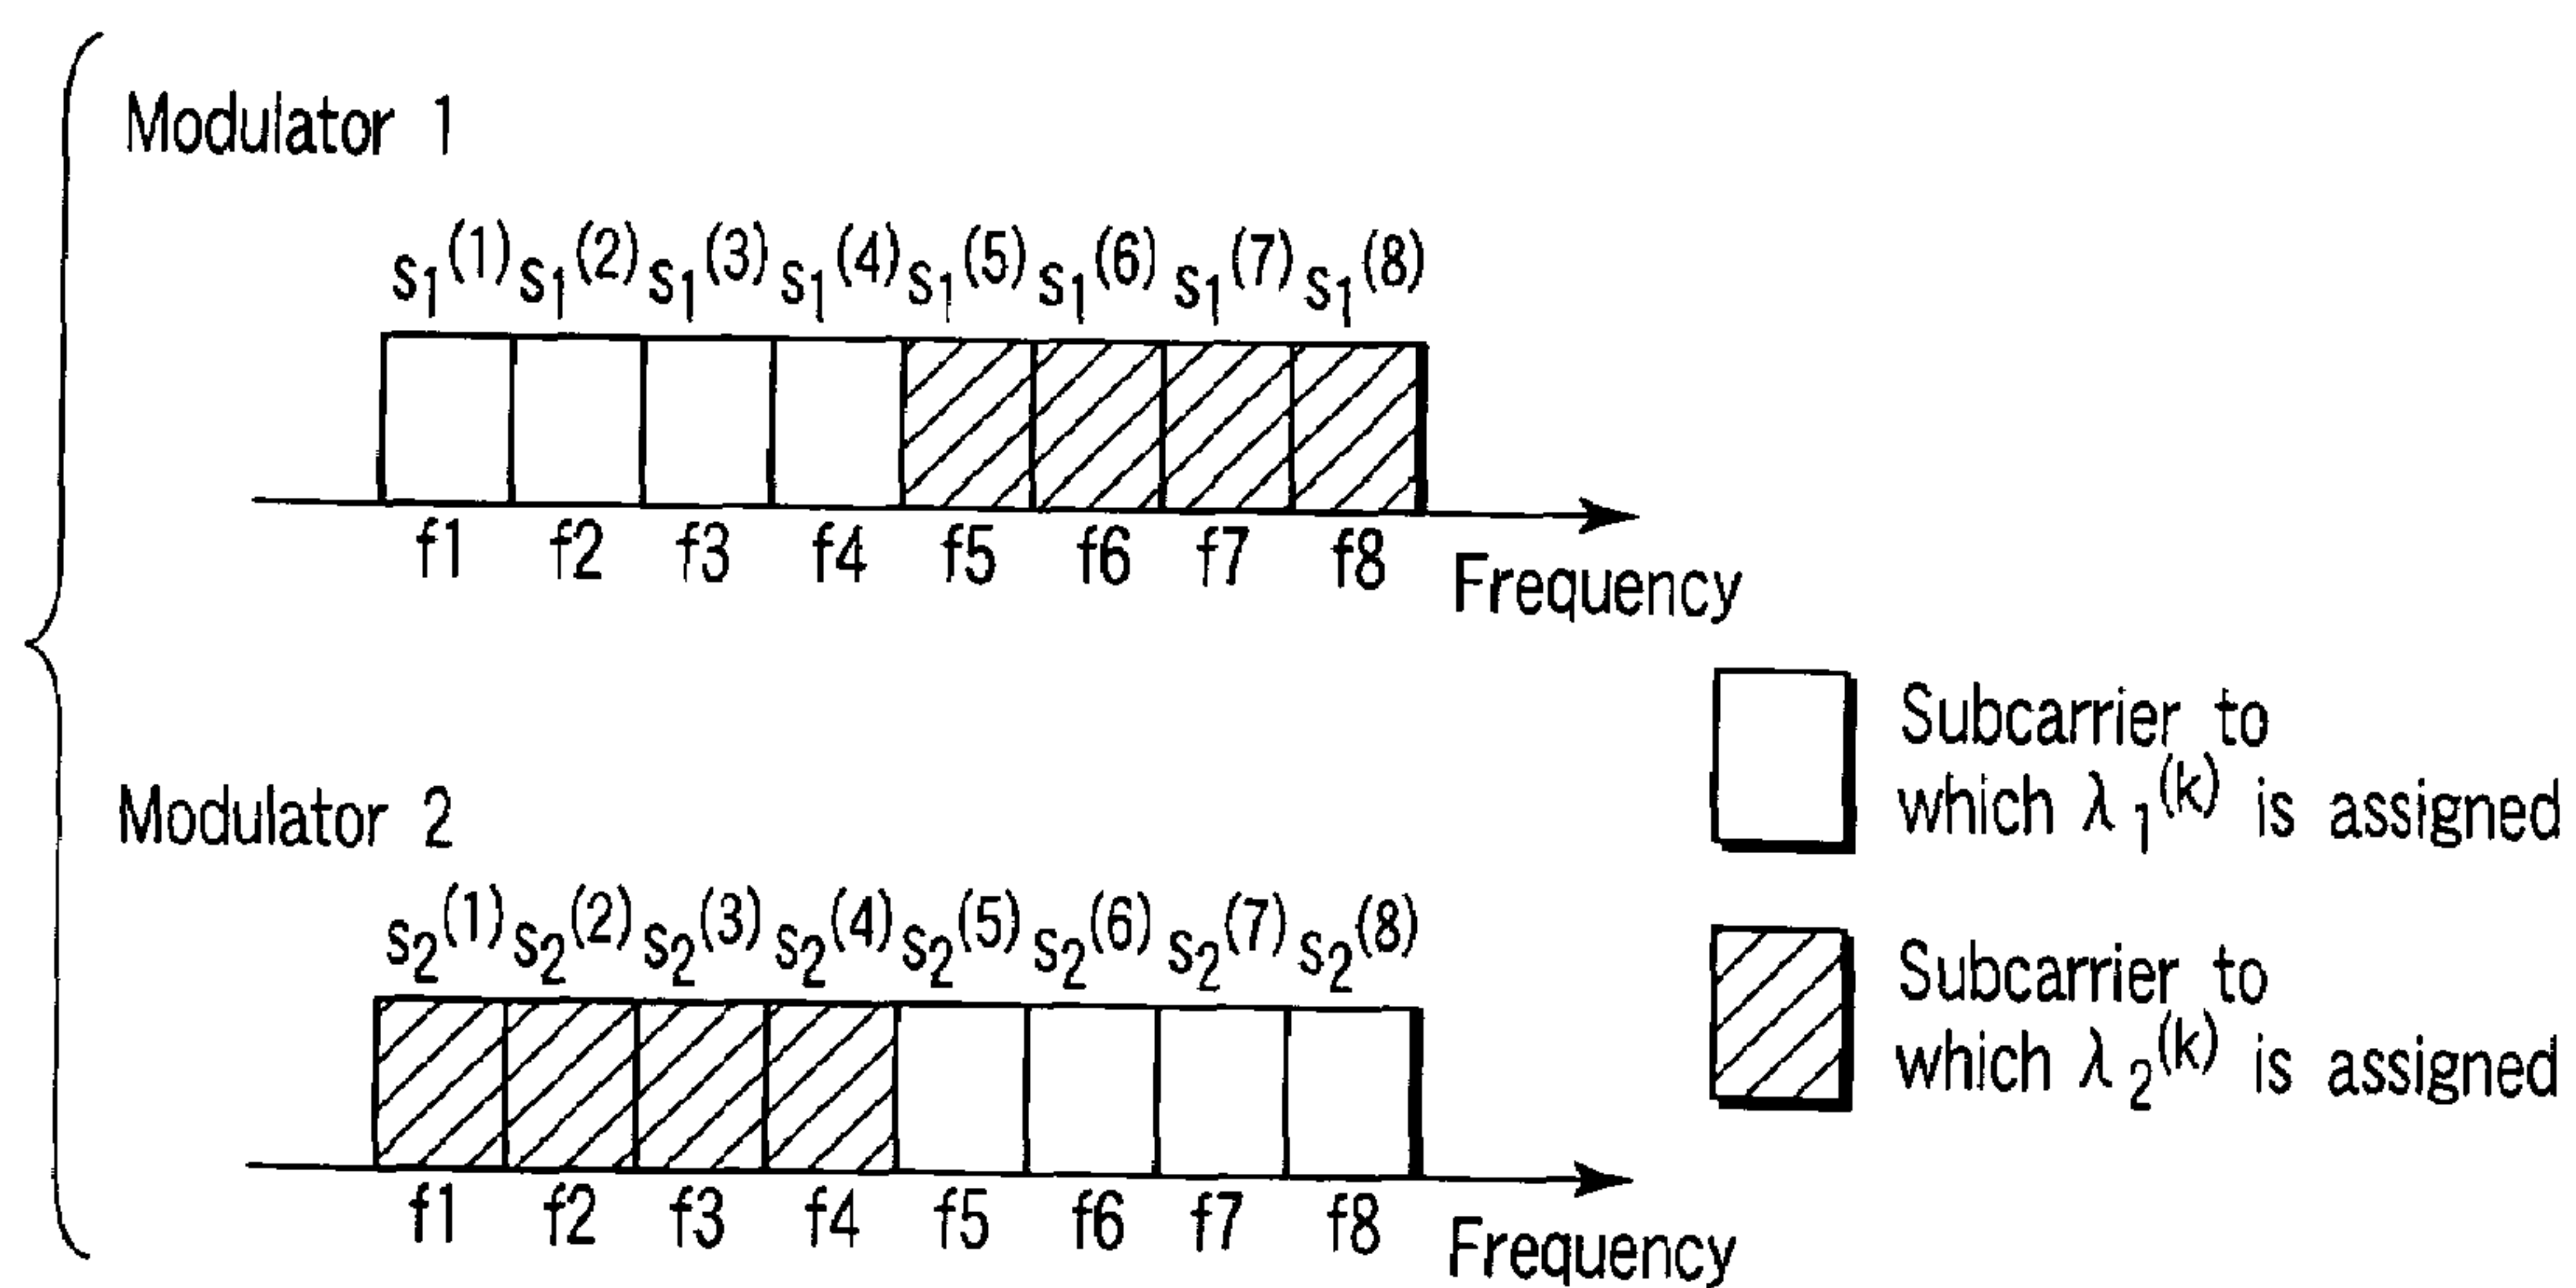 Modulator 1
s1(1) s1(2) s1(3) s1(4) s1(5) s1(6) s1(7) s1(8)
f1 f2 f3 f4 f5 f6 f7 f8
Frequency
Modulator 2
s2(1) s2(2) s2(3) s2(4) s2(5) s2(6) s2(7) s2(8)
f1 f2 f3 f4 f5 f6 f7 f8
Frequency
Subcarrier to
which λ1(k) is assigned
Subcarrier to
which λ2(k) is assigned